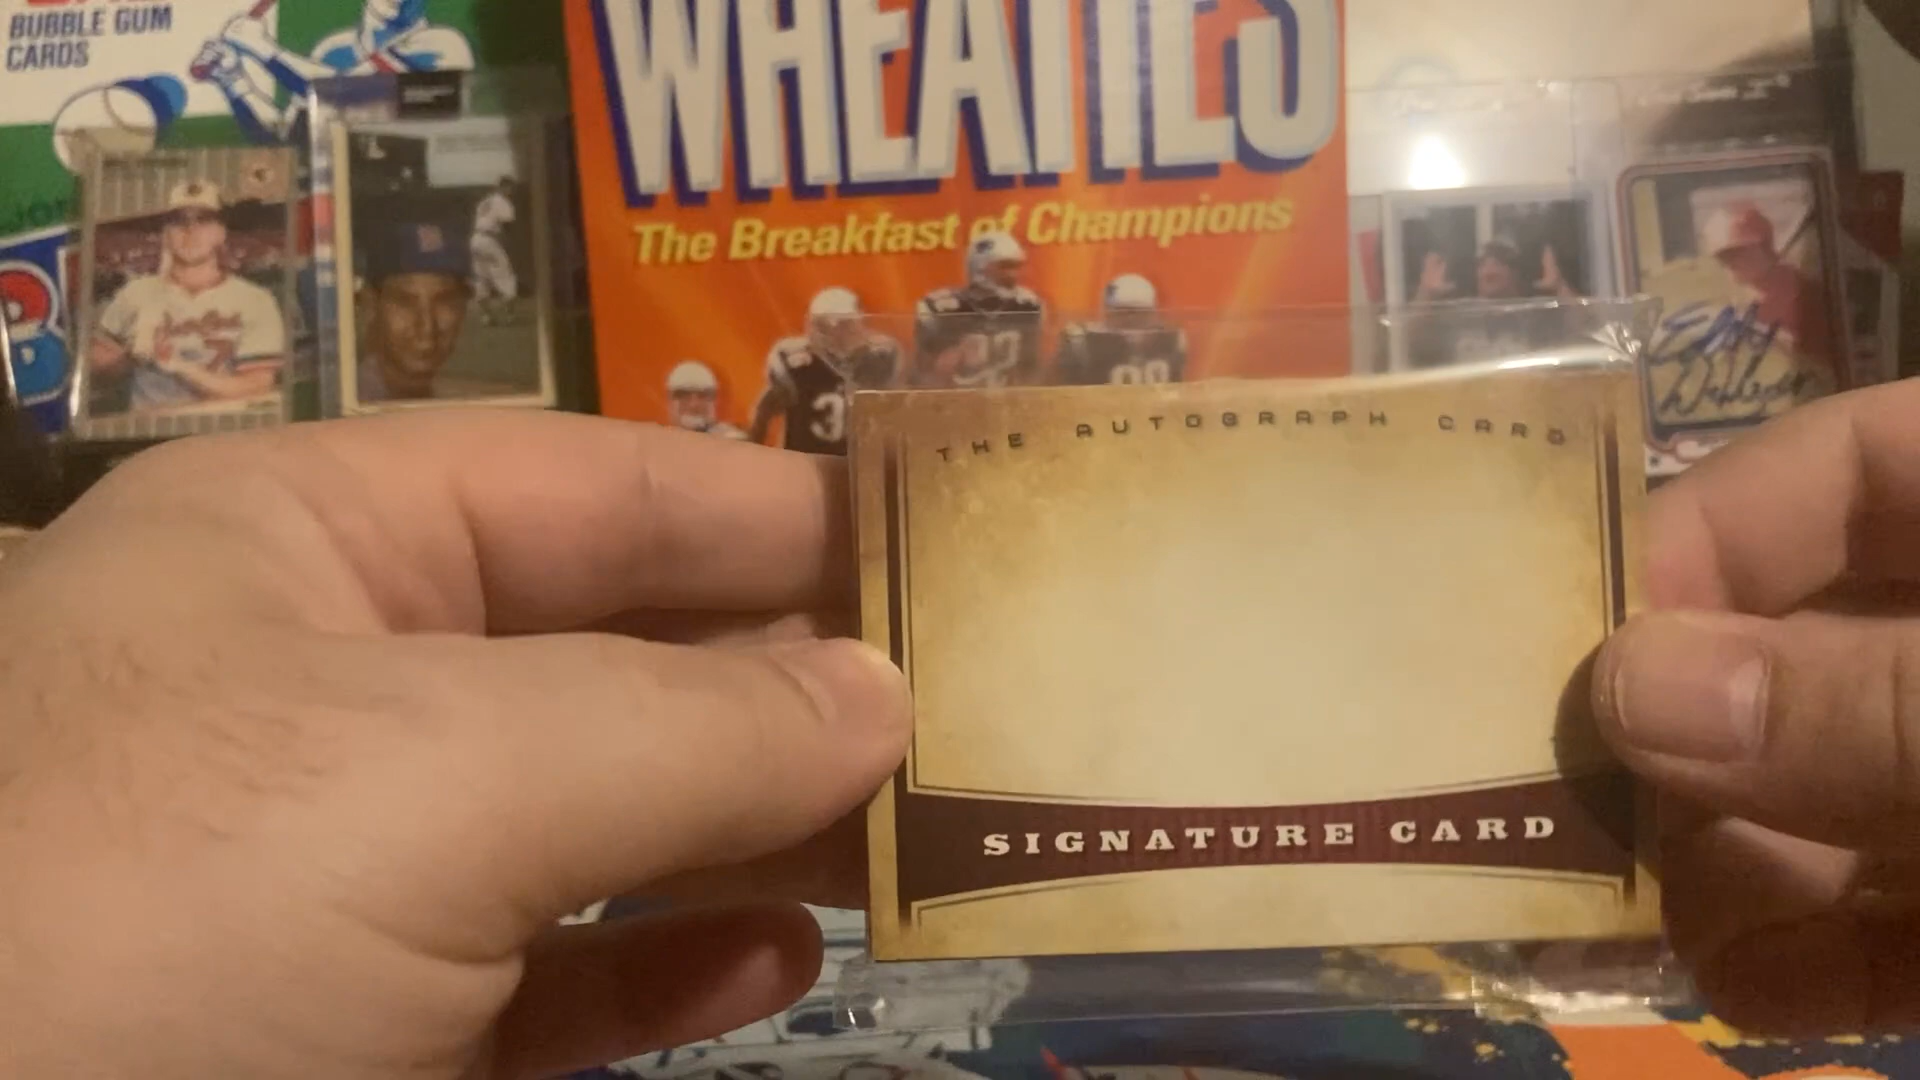 BUBBLE GUM
CARDS
WHEATIES
The Breakfast of Champions
THE AUTOGRAPH CARD
SIGNATURE CARD